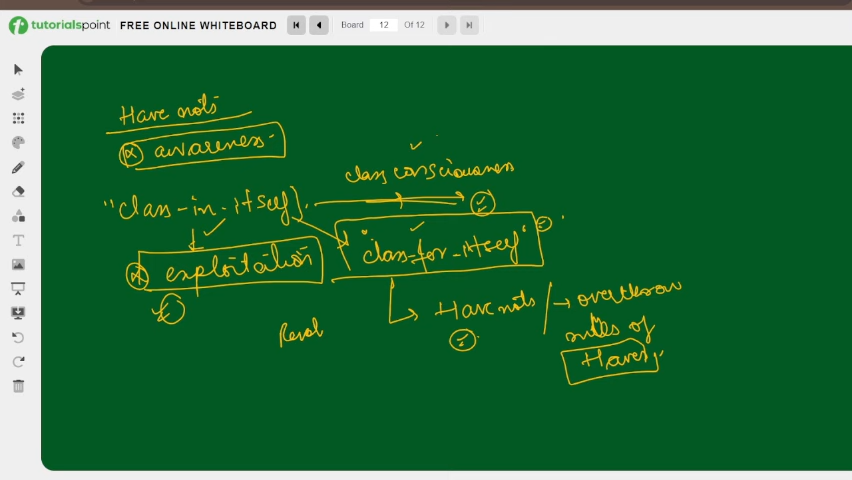 tutorialspoint FREE ONLINE WHITEBOARD Board 12 Of 12
Have nots
awareness
class consciousness
"class-in-itself"
"class-for-itself"
exploitation
Have nots → overthrow
rules of
Haves
Revol